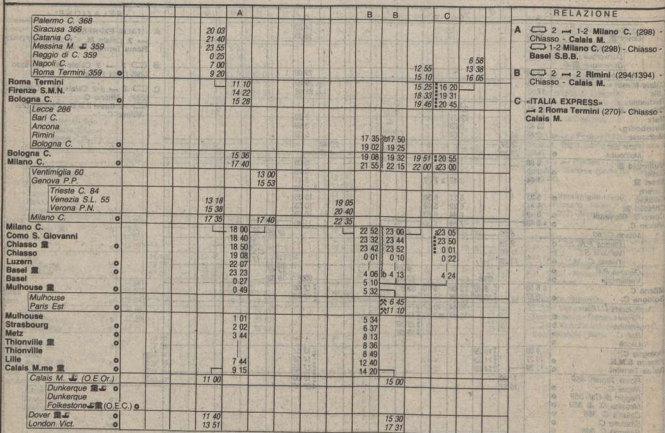 A B B C
Palermo C. 368
Siracusa 366 20 03
Catania C. 21 40
Messina M. 359 23 55
Reggio di C. 359 0 25
Napoli C. 7 00 6 58
Roma Termini 359 9 20 12 55 13 38
15 10 16 05
Roma Termini 11 10 15 25 16 20
Firenze S.M.N. 14 22 18 33 19 31
Bologna C. 15 28 19 46 20 45
Lecce 286
Bari C.
Ancona
Rimini 17 35 17 50
Bologna C. 19 02 19 25
Bologna C. 15 36 19 08 19 32 19 51 20 55
Milano C. 17 40 21 55 22 15 22 00 23 00
Ventimiglia 60 13 00
Genova P.P. 15 53
Trieste C. 84
Venezia S.L. 55 13 18 19 05
Verona P.N. 15 38 20 40
Milano C. 17 35 17 40 22 35
Milano C. 18 00 22 52 23 00 23 05
Como S. Giovanni 18 40 23 32 23 44 23 50
Chiasso 18 50 23 42 23 52 0 01
Chiasso 19 08 0 01 0 10 0 22
Luzern 22 07
Basel 23 23 4 06 4 13 4 24
Basel 0 27 5 10
Mulhouse 0 49 5 32
Mulhouse 6 45
Paris Est 11 10
Mulhouse 1 01 5 34
Strasbourg 2 02 6 37
Metz 3 44 8 13
Thionville 8 36
Thionville 8 49
Lille 7 44 12 40
Calais M.me 9 15 14 20
Calais M. (O.E.Or.) 11 00 15 00
Dunkerque
Dunkerque
Folkestone (O.E.C.)
Dover 11 40 15 30
London Vict. 13 51 17 31
RELAZIONE
A 2 1-2 Milano C. (298) -
Chiasso - Calais M.
1-2 Milano C. (298) - Chiasso -
Basel S.B.B.
B 2 2 Rimini (294/1394) -
Chiasso - Calais M.
C «ITALIA EXPRESS»
2 Roma Termini (270) - Chiasso -
Calais M.